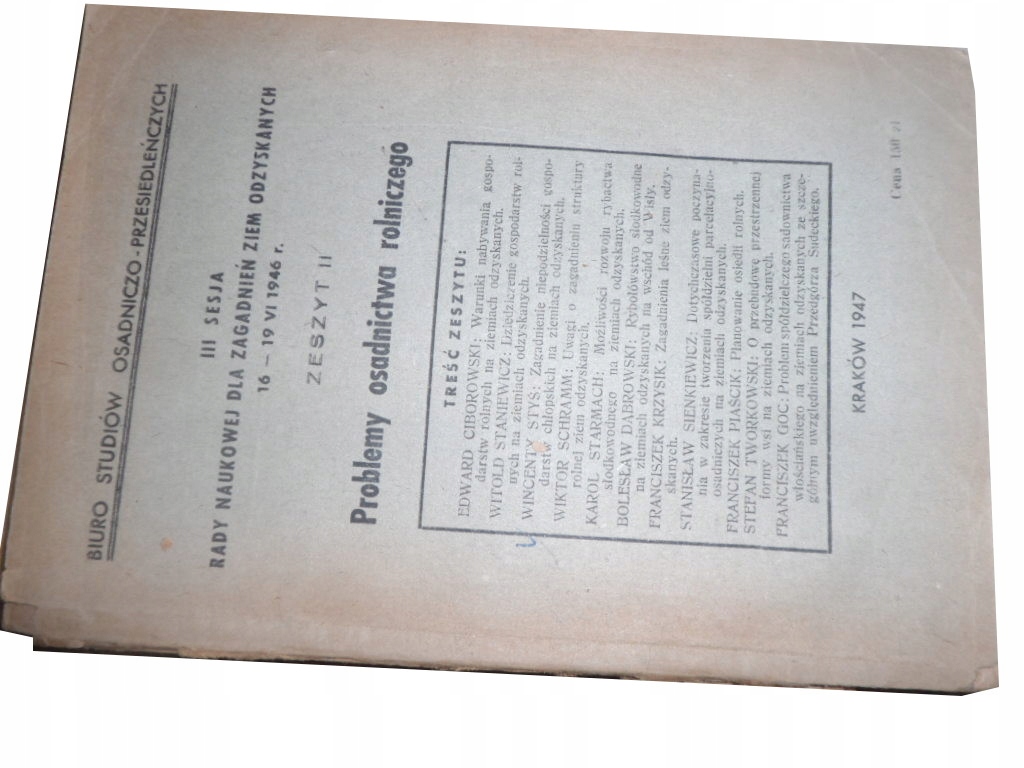 BIURO STUDIÓW OSADNICZO-PRZESIEDLEŃCZYCH
III SESJA
RADY NAUKOWEJ DLA ZAGADNIEŃ ZIEM ODZYSKANYCH
16 – 19 VI 1946 r.
ZESZYT II
Problemy osadnictwa rolniczego
TREŚĆ ZESZYTU:
EDWARD CIBOROWSKI: Warunki nabywania gospo-
darstw rolnych na ziemiach odzyskanych.
WITOLD STANIEWICZ: Dziedziczenie gospodarstw rol-
nych na ziemiach odzyskanych.
WINCENTY STYŚ: Zagadnienie niepodzielności gospo-
darstw chłopskich na ziemiach odzyskanych.
WIKTOR SCHRAMM: Uwagi o zagadnieniu struktury
rolnej ziem odzyskanych.
KAROL STARMACH: Możliwości rozwoju rybactwa
słodkowodnego na ziemiach odzyskanych.
BOLESŁAW DĄBROWSKI: Rybołówstwo słodkowodne
na ziemiach odzyskanych na wschód od Wisły.
FRANCISZEK KRZYSIK: Zagadnienia leśne ziem odzy-
skanych.
STANISŁAW SIENKIEWICZ: Dotychczasowe poczyna-
nia w zakresie tworzenia spółdzielni parcelacyjno-
osadniczych na ziemiach odzyskanych.
FRANCISZEK PIAŚCIK: Planowanie osiedli rolnych.
STEFAN TWORKOWSKI: O przebudowę przestrzennej
formy wsi na ziemiach odzyskanych.
FRANCISZEK GOC: Problem spółdzielczego sadownictwa
włościańskiego na ziemiach odzyskanych ze szcze-
gólnym uwzględnieniem Przedgórza Sudeckiego.
KRAKÓW 1947
(Cena 180 zł